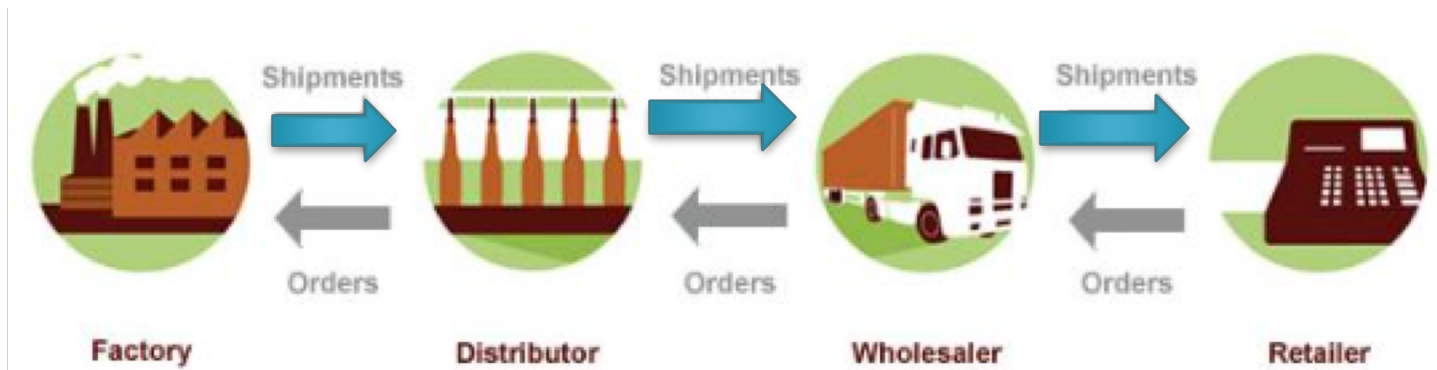 Shipments
Shipments
Shipments
Orders
Orders
Orders
Factory
Distributor
Wholesaler
Retailer